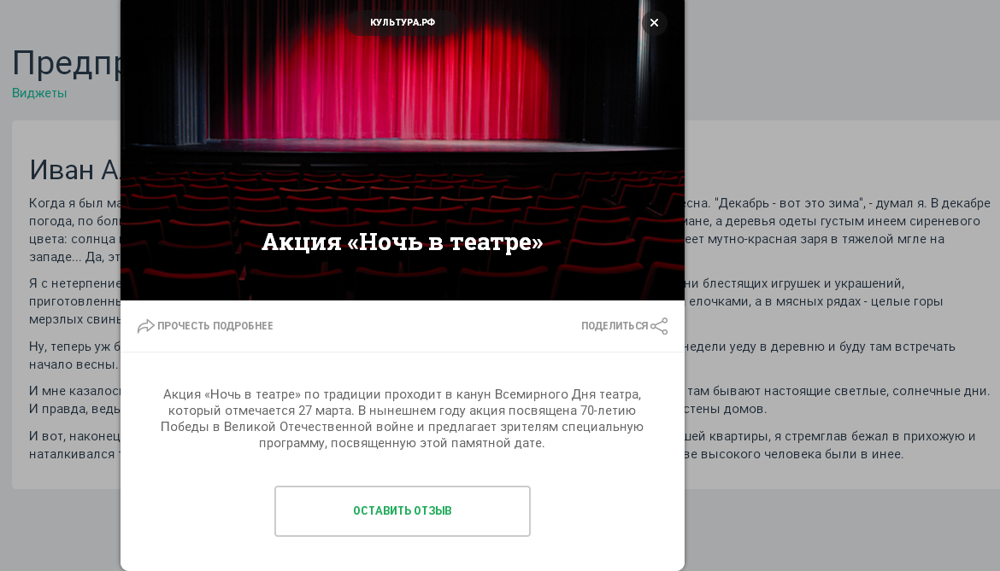 КУЛЬТУРА.РФ
Предпр
Виджеты
Акция «Ночь в театре»
ПРОЧЕСТЬ ПОДРОБНЕЕ
ПОДЕЛИТЬСЯ
Акция «Ночь в театре» по традиции проходит в канун Всемирного Дня театра,
который отмечается 27 марта. В нынешнем году акция посвящена 70-летию
Победы в Великой Отечественной войне и предлагает зрителям специальную
программу, посвященную этой памятной дате.
ОСТАВИТЬ ОТЗЫВ
Иван А
Когда я был ма
есна. "Декабрь - вот это зима", - думал я. В декабре
погода, по бол
мане, а деревья одеты густым инеем сиреневого
цвета: солнца
еет мутно-красная заря в тяжелой мгле на
западе... Да, эт
Я с нетерпение
ни блестящих игрушек и украшений,
приготовленнь
елочками, а в мясных рядах - целые горы
мерзлых свинь
Ну, теперь уж б
недели уеду в деревню и буду там встречать
начало весны.
И мне казалось
там бывают настоящие светлые, солнечные дни.
И правда, ведь
стены домов.
И вот, наконец
шей квартиры, я стремглав бежал в прихожую и
наталкивался т
ве высокого человека были в инее.